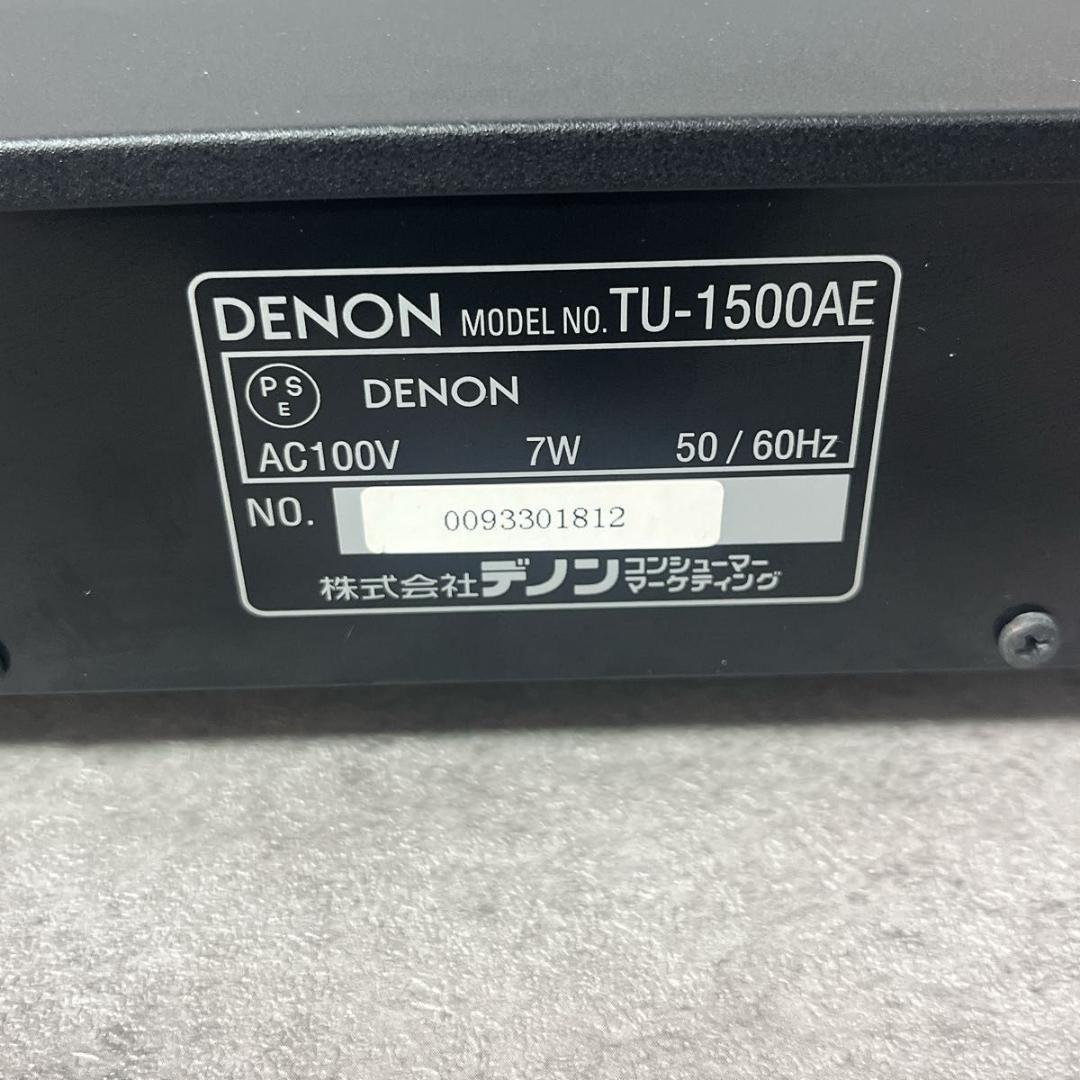 DENON MODEL NO. TU-1500AE
PSE DENON
AC100V 7W 50 / 60Hz
NO. 0093301812
株式会社デノン コンシューマー
マーケティング